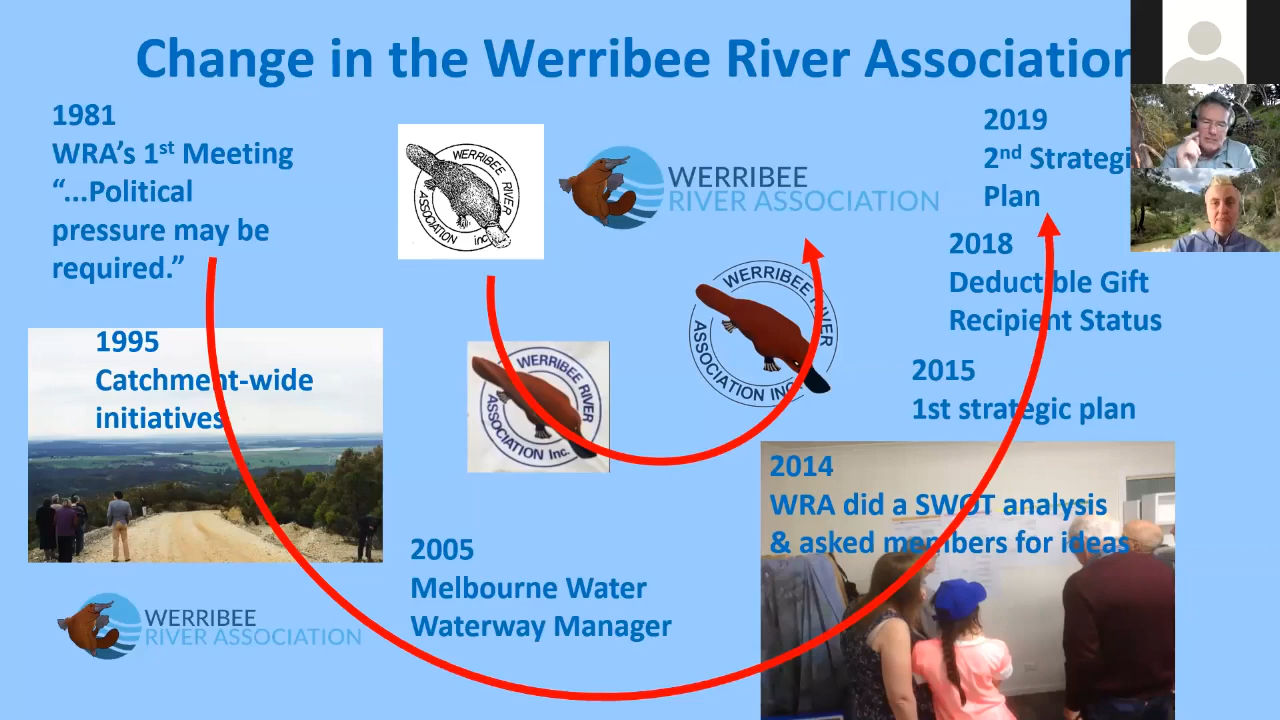 Change in the Werribee River Association
1981
WRA's 1st Meeting
"...Political
pressure may be
required."
1995
Catchment-wide
initiatives
WERRIBEE
RIVER ASSOCIATION
WERRIBEE RIVER
ASSOCIATION inc.
WERRIBEE
RIVER ASSOCIATION
WERRIBEE RIVER
ASSOCIATION Inc.
WERRIBEE RIVER
ASSOCIATION INC.
2005
Melbourne Water
Waterway Manager
2014
WRA did a SWOT analysis
& asked members for ideas
2015
1st strategic plan
2018
Deductible Gift
Recipient Status
2019
2nd Strategi
Plan